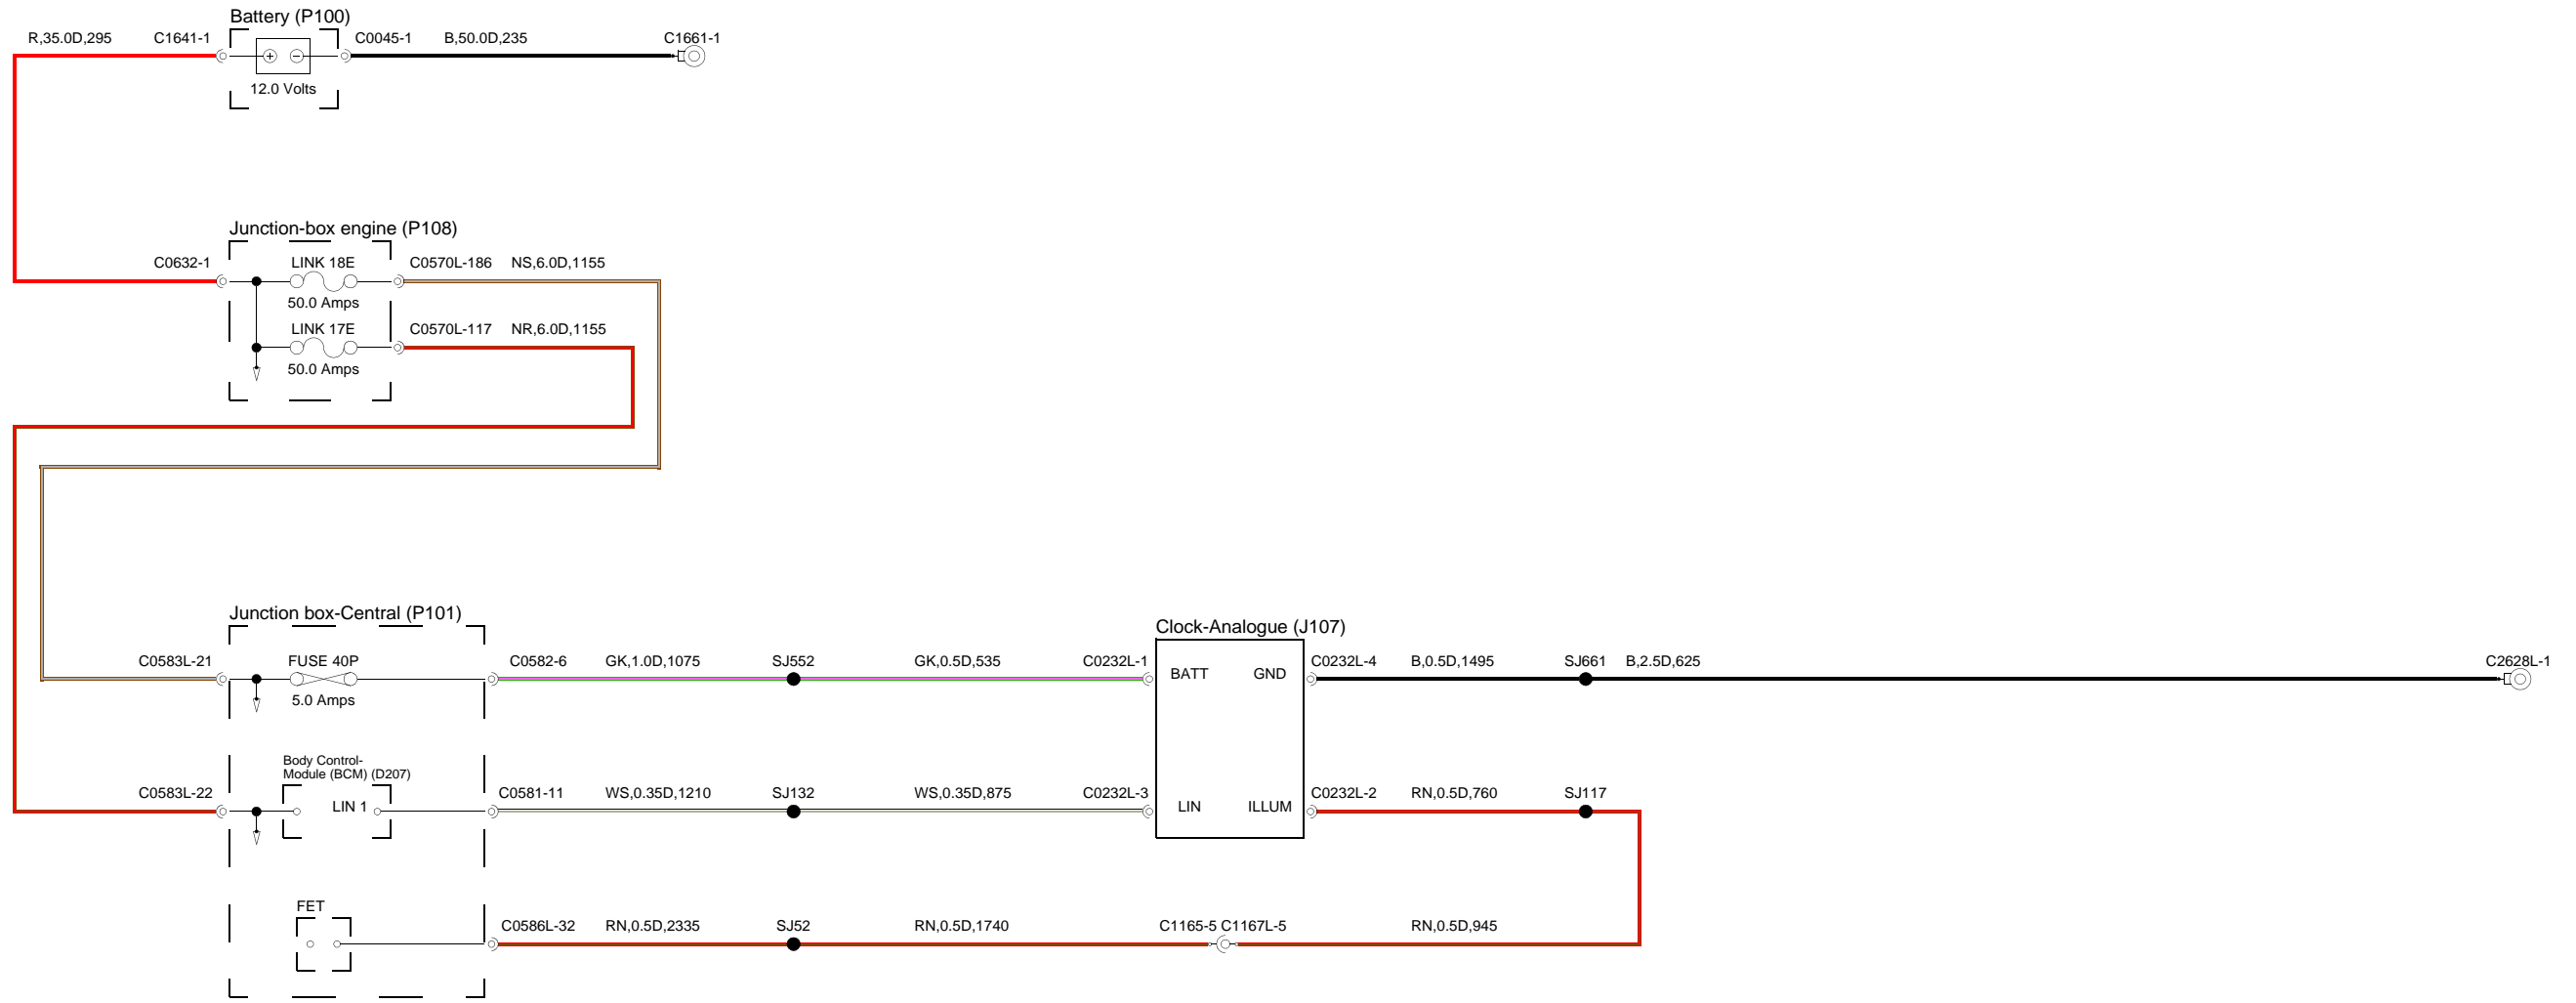 Battery (P100)
R,35.0D,295 C1641-1 C0045-1 B,50.0D,235 C1661-1
12.0 Volts
Junction-box engine (P108)
C0632-1 LINK 18E C0570L-186 NS,6.0D,1155
50.0 Amps
LINK 17E C0570L-117 NR,6.0D,1155
50.0 Amps
Junction box-Central (P101)
Clock-Analogue (J107)
C0583L-21 FUSE 40P C0582-6 GK,1.0D,1075 SJ552 GK,0.5D,535 C0232L-1 BATT GND C0232L-4 B,0.5D,1495 SJ661 B,2.5D,625 C2628L-1
5.0 Amps
Body Control-
Module (BCM) (D207)
C0583L-22 LIN 1 C0581-11 WS,0.35D,1210 SJ132 WS,0.35D,875 C0232L-3 LIN ILLUM C0232L-2 RN,0.5D,760 SJ117
FET
C0586L-32 RN,0.5D,2335 SJ52 RN,0.5D,1740 C1165-5 C1167L-5 RN,0.5D,945